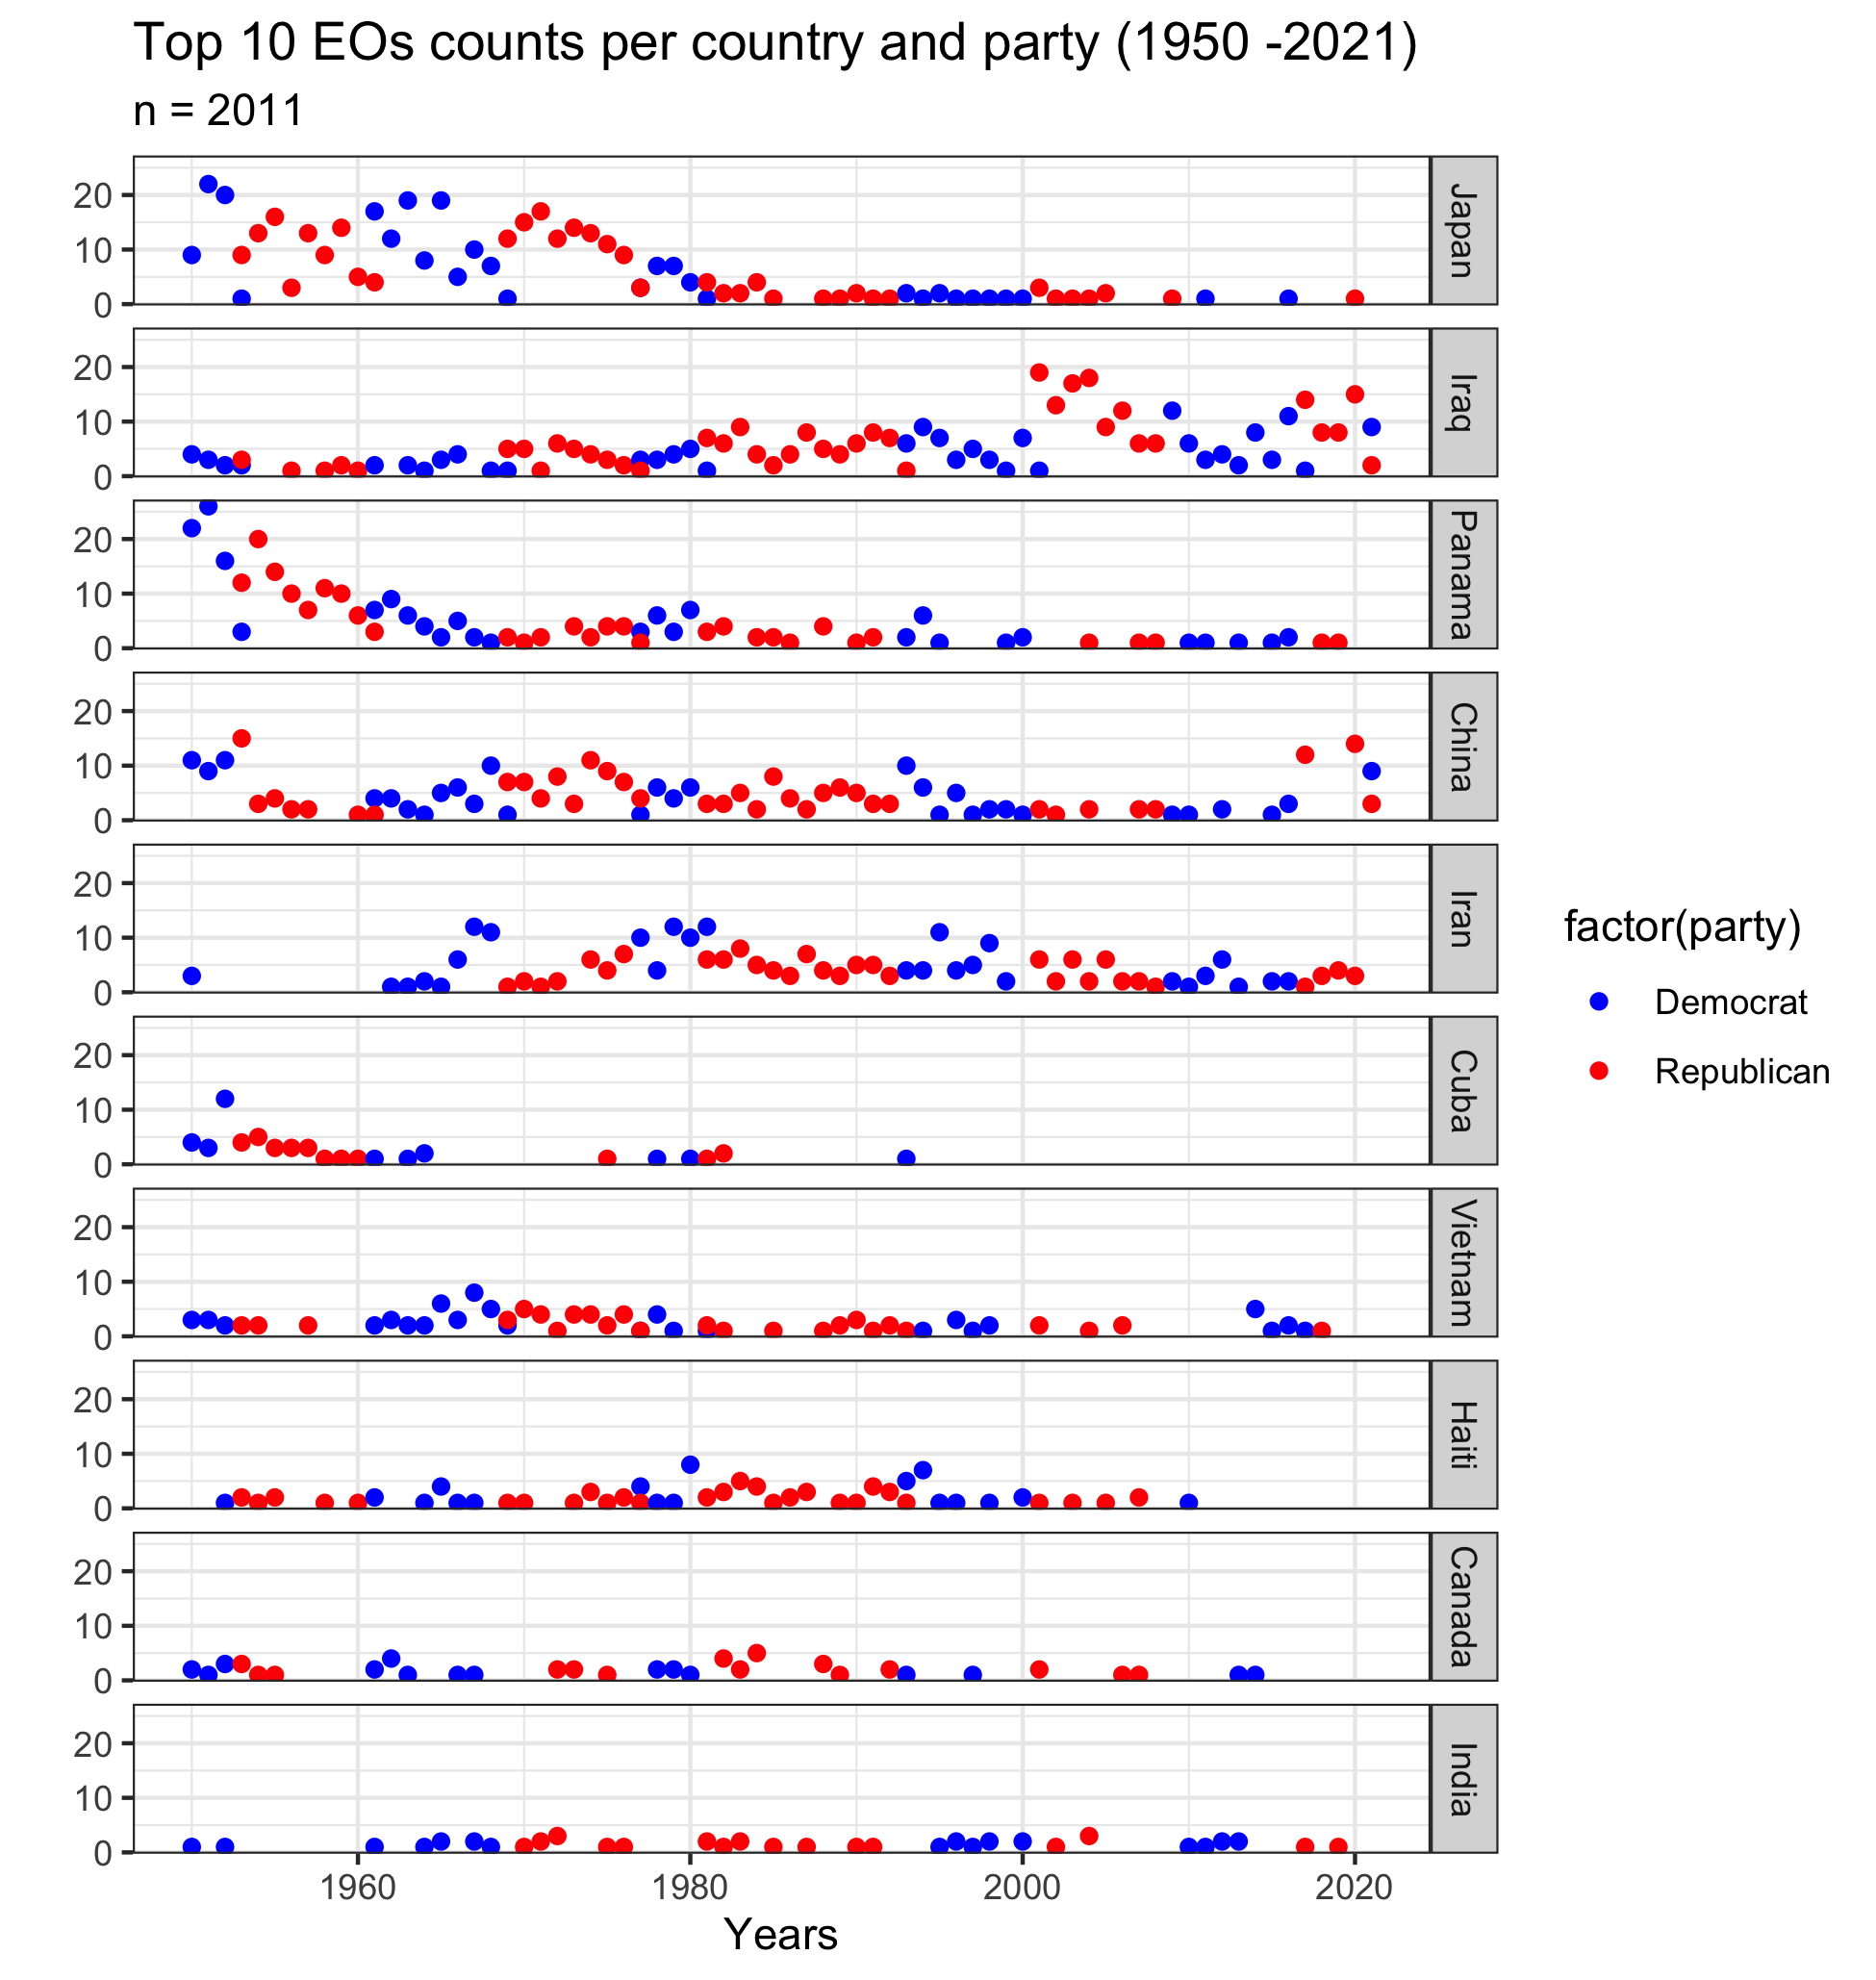 Top 10 EOs counts per country and party (1950 -2021)
n = 2011
20
10
0
Japan
20
10
0
Iraq
20
10
0
Panama
20
10
0
China
20
10
0
Iran
20
10
0
Cuba
20
10
0
Vietnam
20
10
0
Haiti
20
10
0
Canada
20
10
0
India
1960 1980 2000 2020
Years
factor(party)
Democrat
Republican